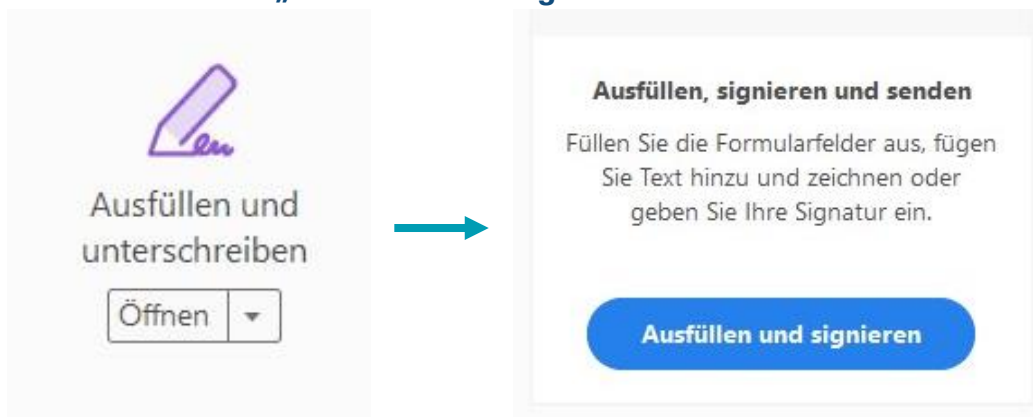 Ausfüllen und
unterschreiben
Öffnen
Ausfüllen, signieren und senden
Füllen Sie die Formularfelder aus, fügen
Sie Text hinzu und zeichnen oder
geben Sie Ihre Signatur ein.
Ausfüllen und signieren